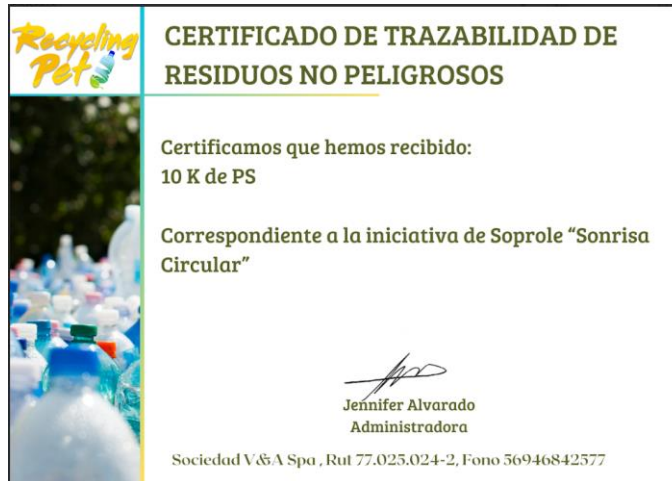 Recycling
Pet
CERTIFICADO DE TRAZABILIDAD DE
RESIDUOS NO PELIGROSOS
Certificamos que hemos recibido:
10 K de PS
Correspondiente a la iniciativa de Soprole “Sonrisa
Circular”
Jennifer Alvarado
Administradora
Sociedad V&A Spa , Rut 77.025.024-2, Fono 56946842577